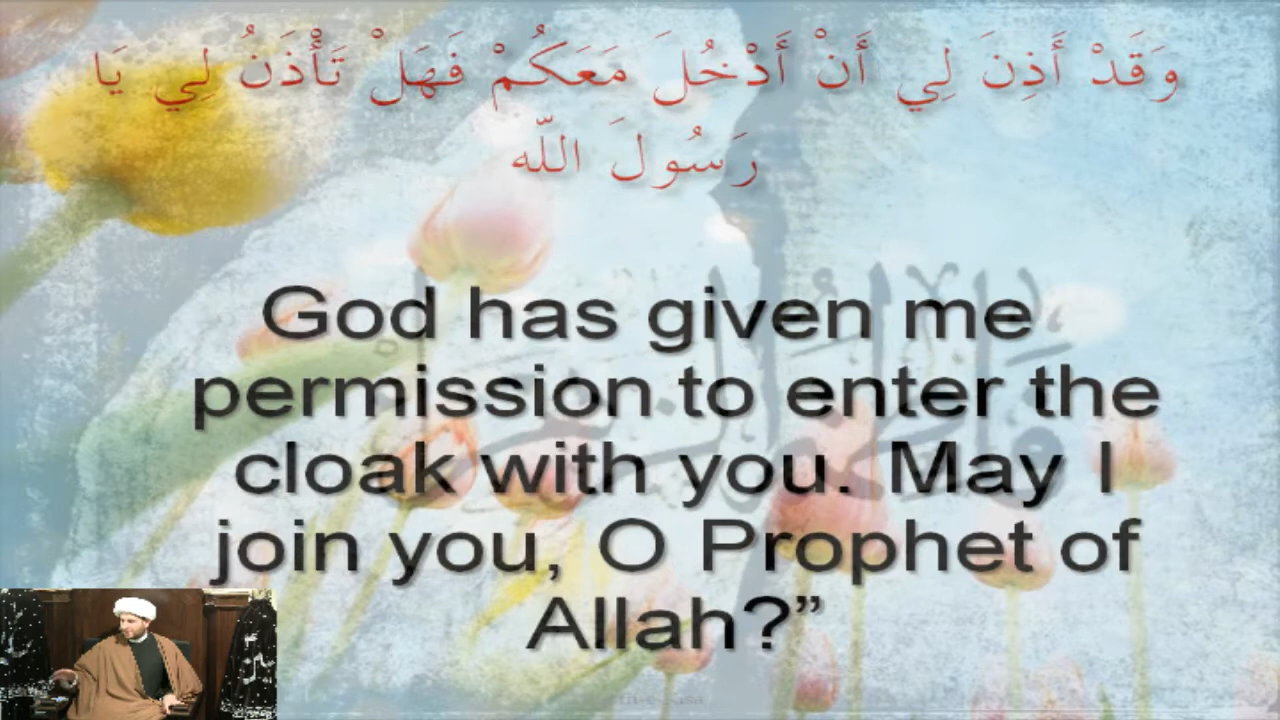 وَقَدْ أَذِنَ لِي أَنْ أَدْخُلَ مَعَكُمْ فَهَلْ تَأْذَنُ لِي يَا
رَسُولَ اللّه
God has given me
permission to enter the
cloak with you. May I
join you, O Prophet of
Allah?”